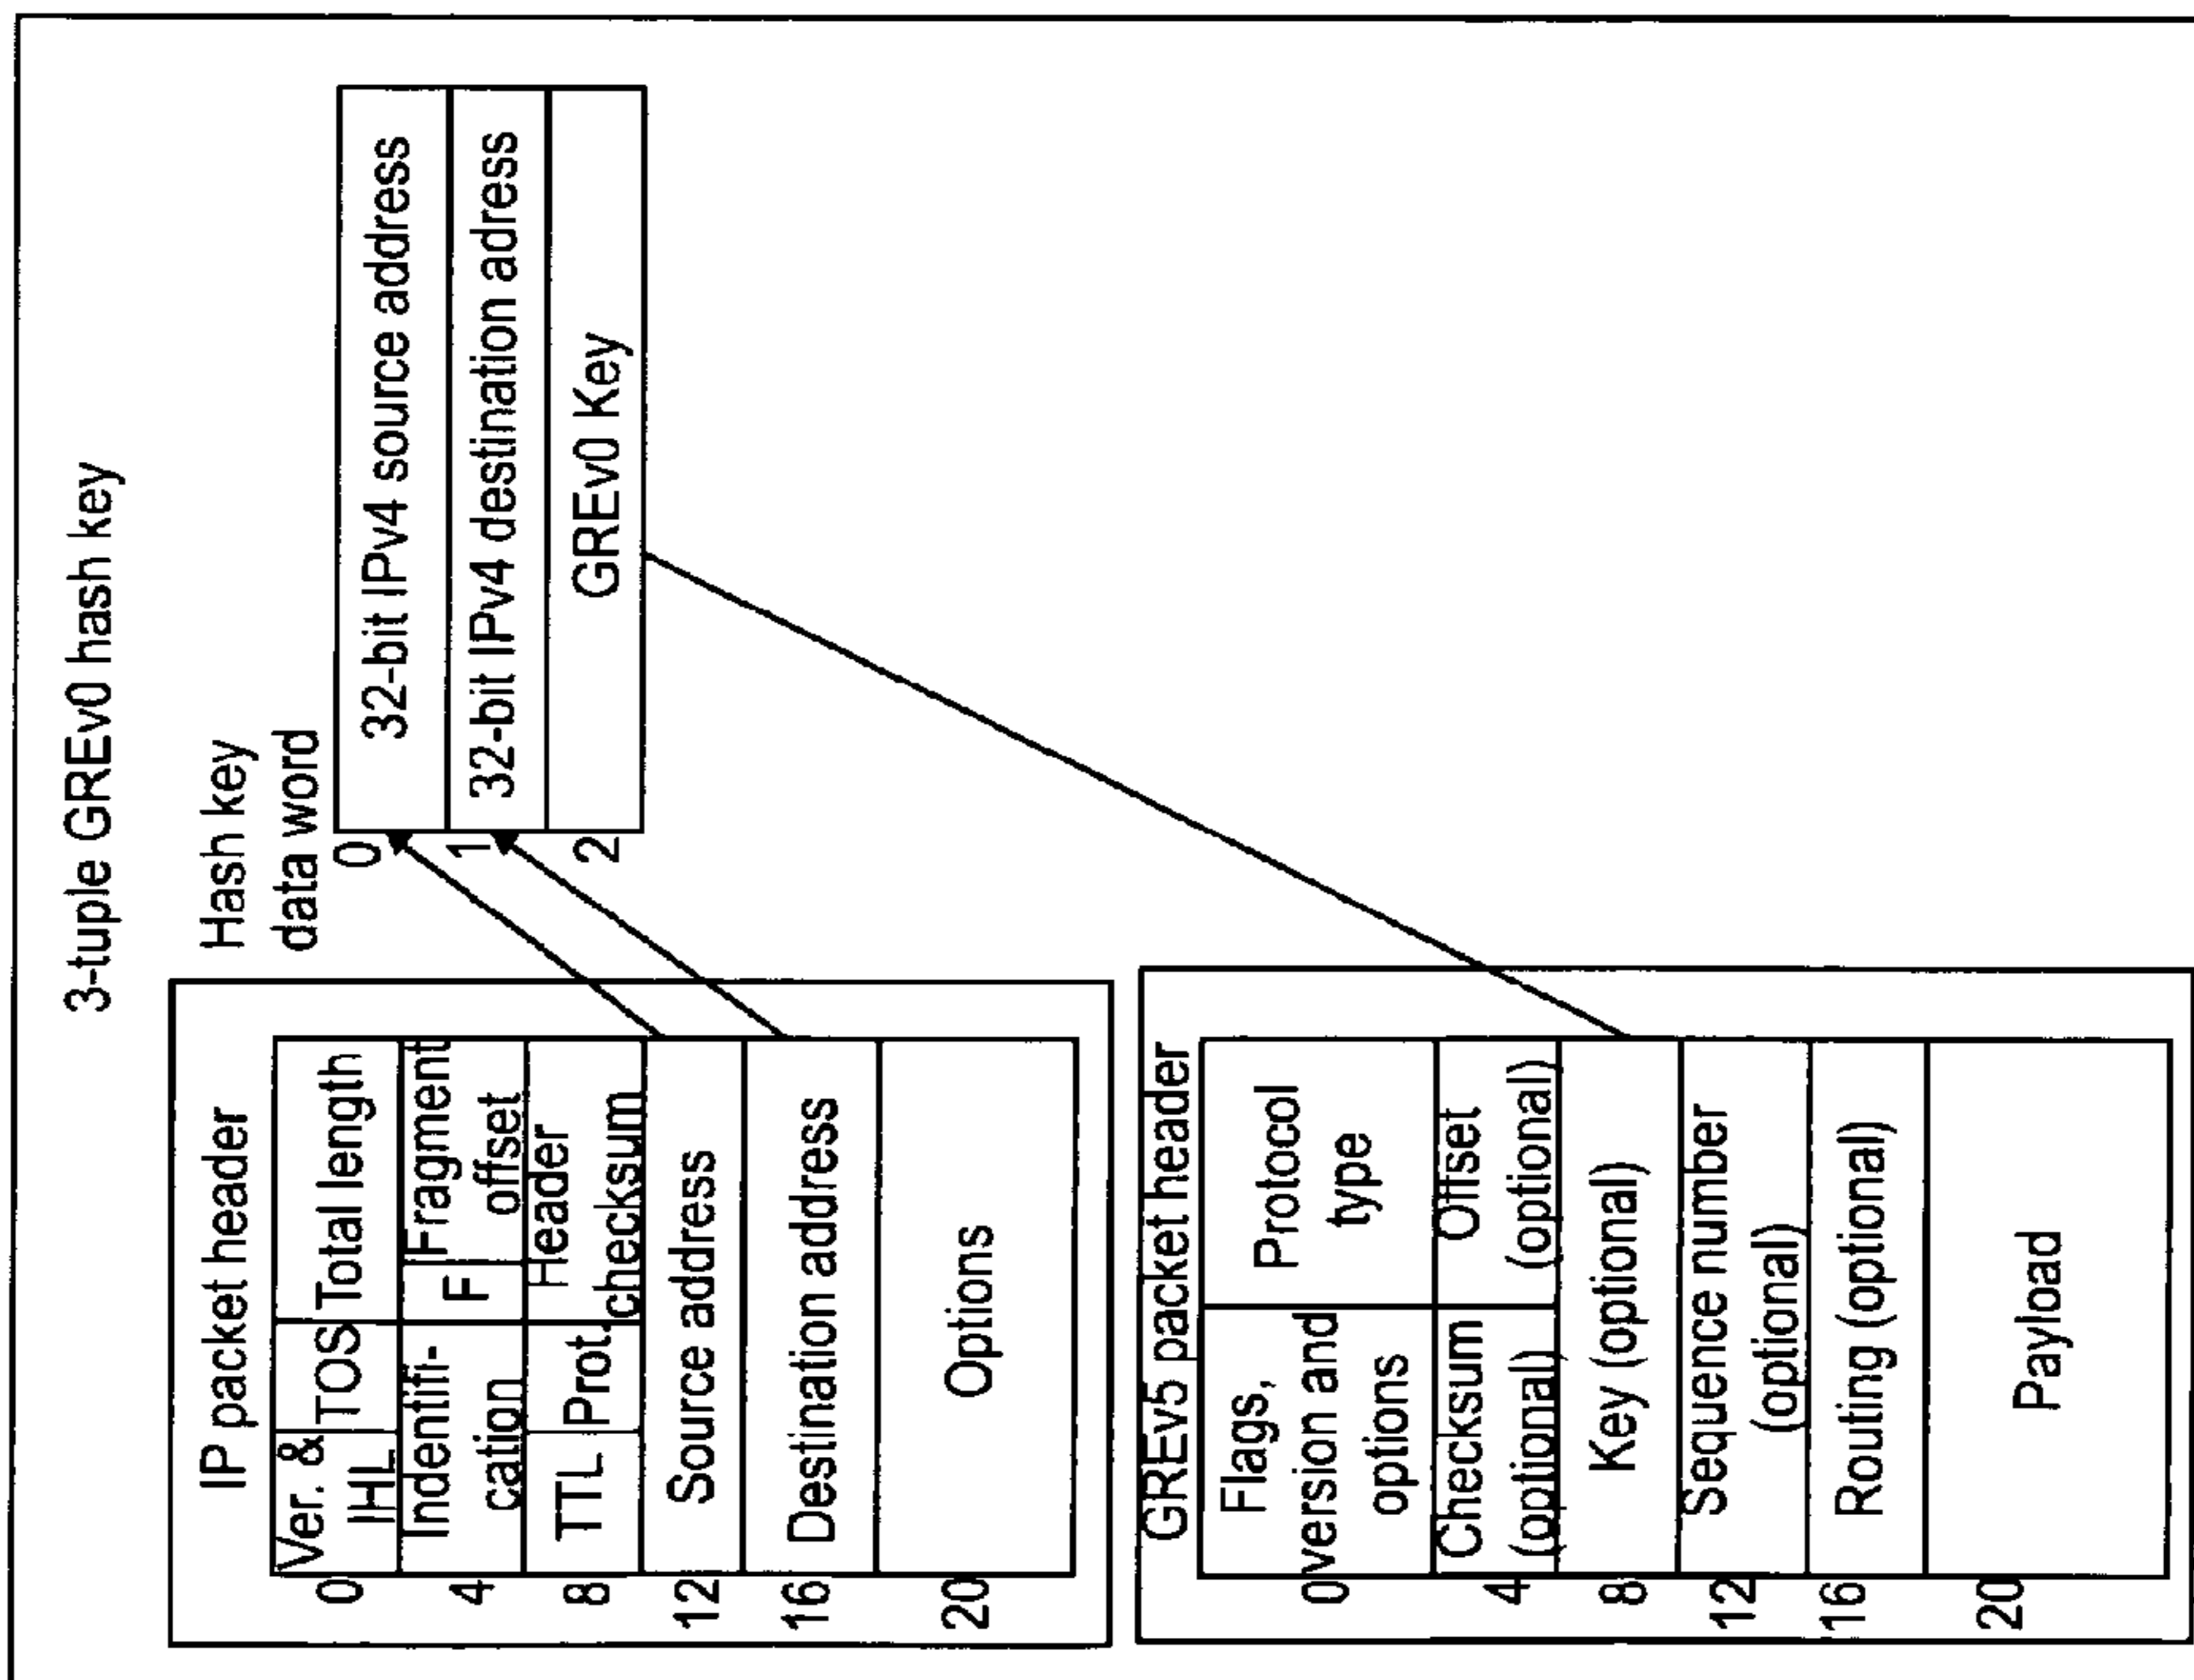 3-tuple GREv0 hash key
IP packet header
0
Ver. &
IHL
TOS
Total length
4
Indentifi-
cation
F
Fragment
offset
8
TTL
Prot.
Header
checksum
12
Source address
16
Destination address
20
Options
Hash key
data word
0
32-bit IPv4 source address
1
32-bit IPv4 destination adress
2
GREv0 Key
GREv5 packet header
0
Flags,
version and
options
Protocol
type
4
Checksum
(optional)
Offset
(optional)
8
Key (optional)
12
Sequence number
(optional)
16
Routing (optional)
20
Payload